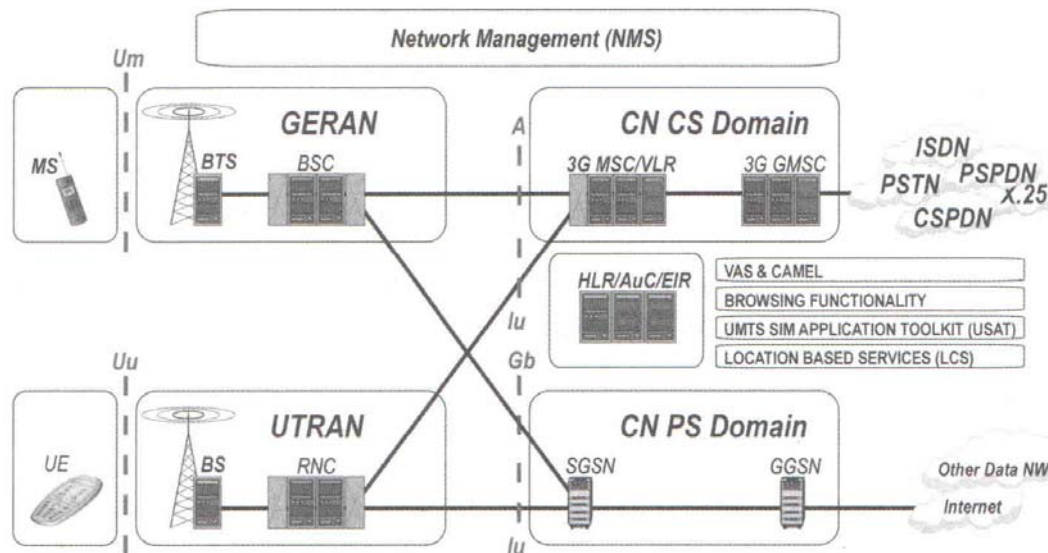 Network Management (NMS)
Um
GERAN
A
CN CS Domain
MS
BTS
BSC
3G MSC/VLR
3G GMSC
ISDN
PSTN
PSPDN
X.25
CSPDN
HLR/AuC/EIR
VAS & CAMEL
BROWSING FUNCTIONALITY
UMTS SIM APPLICATION TOOLKIT (USAT)
LOCATION BASED SERVICES (LCS)
Iu
Uu
Gb
UTRAN
CN PS Domain
UE
BS
RNC
SGSN
GGSN
Other Data NW
Internet
Iu